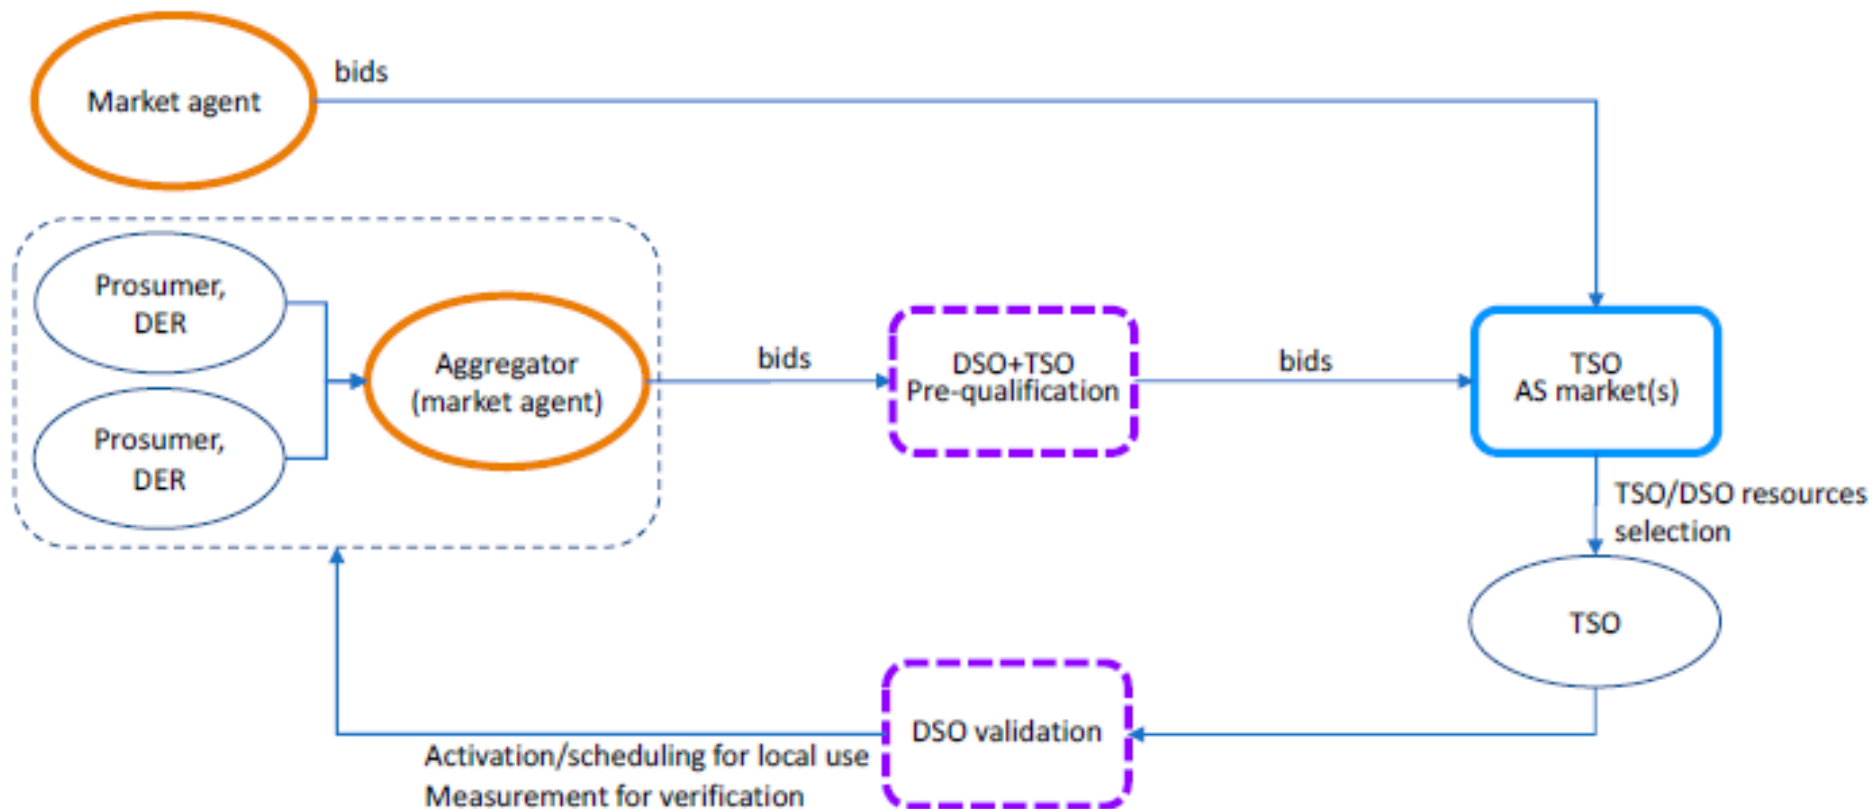 bids
Market agent
Prosumer,
DER
Aggregator
(market agent)
Prosumer,
DER
bids
DSO+TSO
Pre-qualification
bids
TSO
AS market(s)
TSO/DSO resources
selection
TSO
DSO validation
Activation/scheduling for local use
Measurement for verification